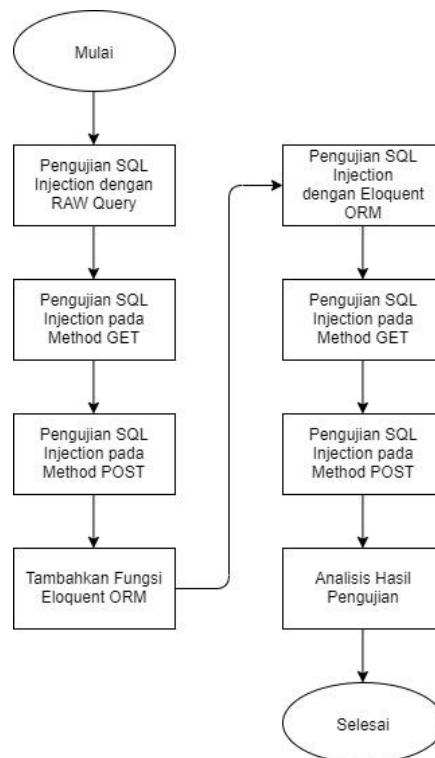 Mulai
Pengujian SQL
Injection dengan
RAW Query
Pengujian SQL
Injection pada
Method GET
Pengujian SQL
Injection pada
Method POST
Tambahkan Fungsi
Eloquent ORM
Pengujian SQL
Injection
dengan Eloquent
ORM
Pengujian SQL
Injection pada
Method GET
Pengujian SQL
Injection pada
Method POST
Analisis Hasil
Pengujian
Selesai